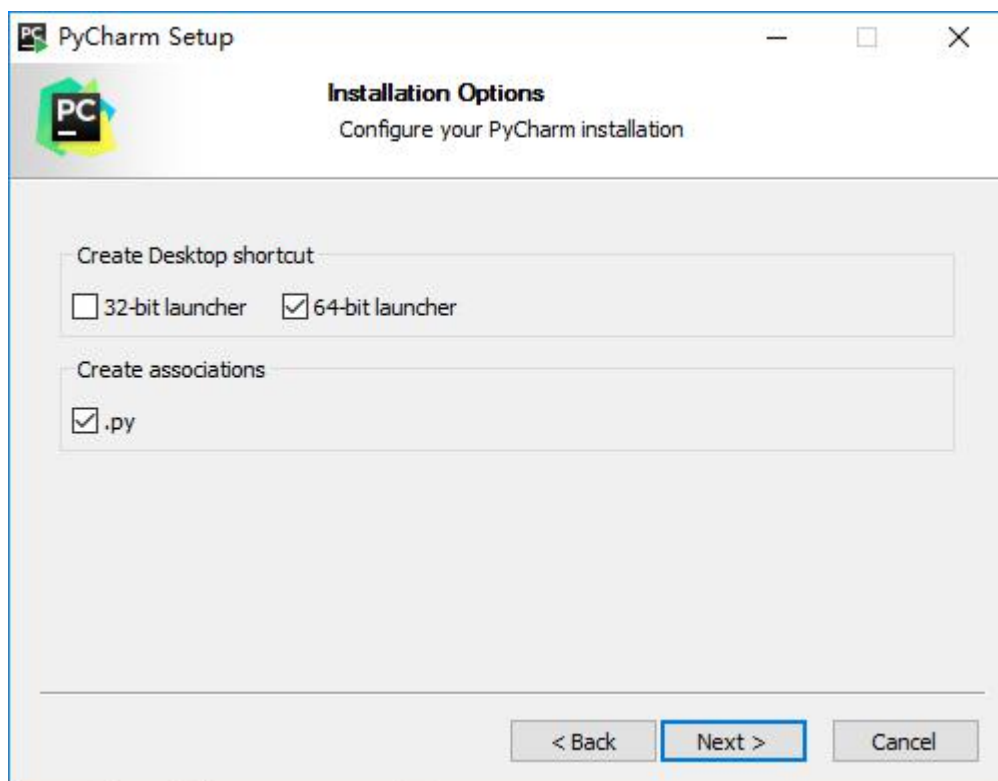 PC PyCharm Setup
PC
Installation Options
Configure your PyCharm installation
Create Desktop shortcut
32-bit launcher 64-bit launcher
Create associations
.py
< Back Next > Cancel